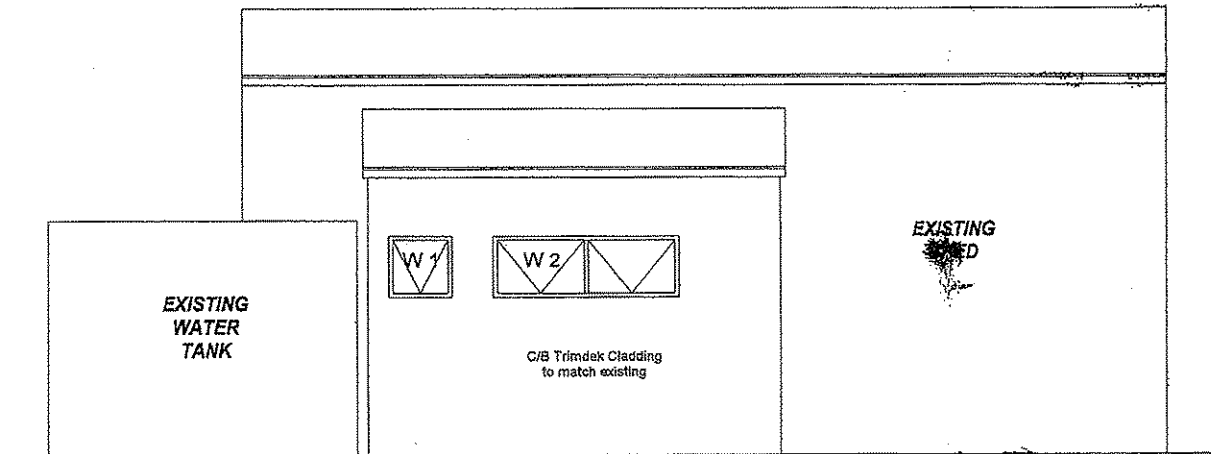 W 1
W 2
EXISTING
EXISTING
WATER
TANK
C/B Trimdek Cladding
to match existing